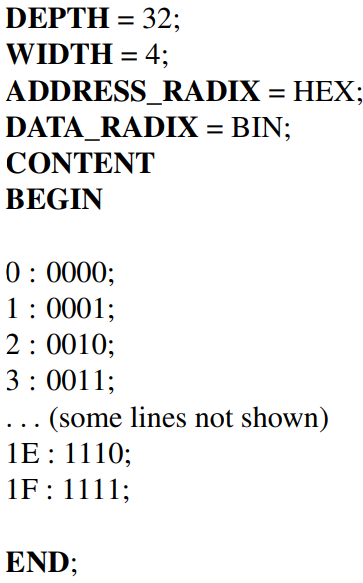 DEPTH = 32;
WIDTH = 4;
ADDRESS_RADIX = HEX;
DATA_RADIX = BIN;
CONTENT
BEGIN
0 : 0000;
1 : 0001;
2 : 0010;
3 : 0011;
. . . (some lines not shown)
1E : 1110;
1F : 1111;
END;